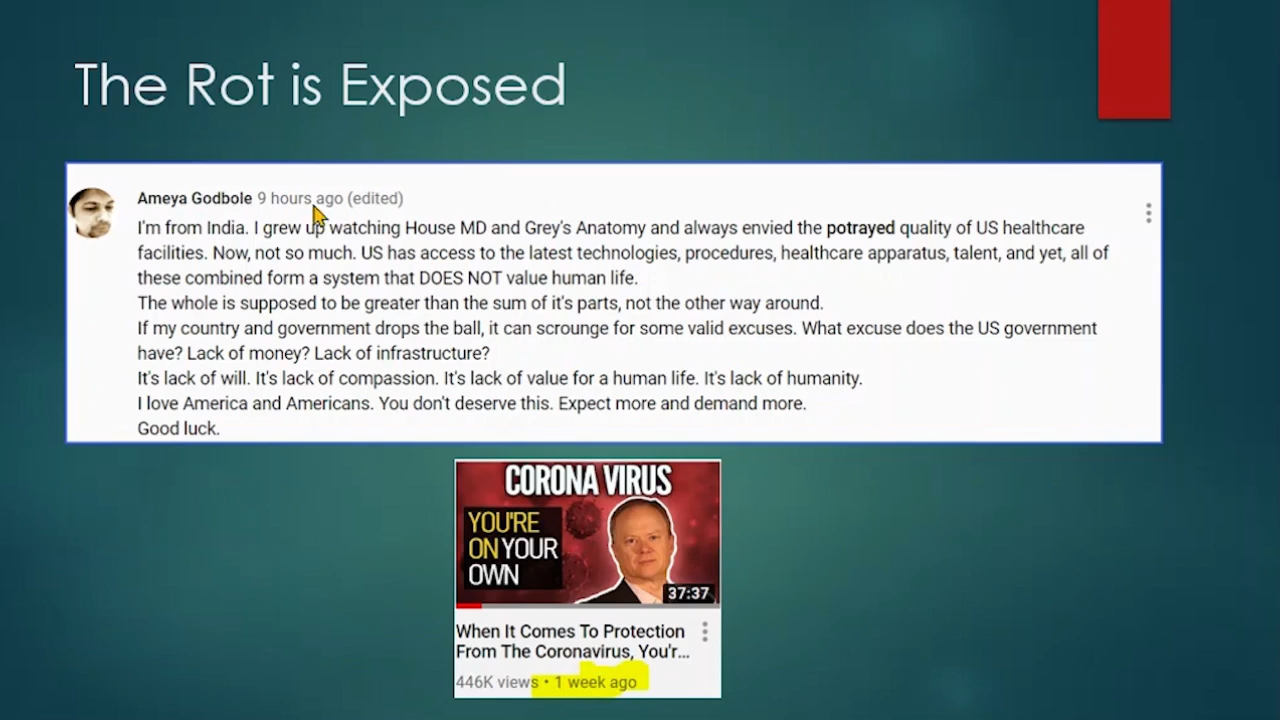 The Rot is Exposed
Ameya Godbole 9 hours ago (edited)
I'm from India. I grew up watching House MD and Grey's Anatomy and always envied the potrayed quality of US healthcare
facilities. Now, not so much. US has access to the latest technologies, procedures, healthcare apparatus, talent, and yet, all of
these combined form a system that DOES NOT value human life.
The whole is supposed to be greater than the sum of it's parts, not the other way around.
If my country and government drops the ball, it can scrounge for some valid excuses. What excuse does the US government
have? Lack of money? Lack of infrastructure?
It's lack of will. It's lack of compassion. It's lack of value for a human life. It's lack of humanity.
I love America and Americans. You don't deserve this. Expect more and demand more.
Good luck.
CORONA VIRUS
YOU'RE
ON YOUR
OWN
37:37
When It Comes To Protection
From The Coronavirus, You'r...
446K views • 1 week ago